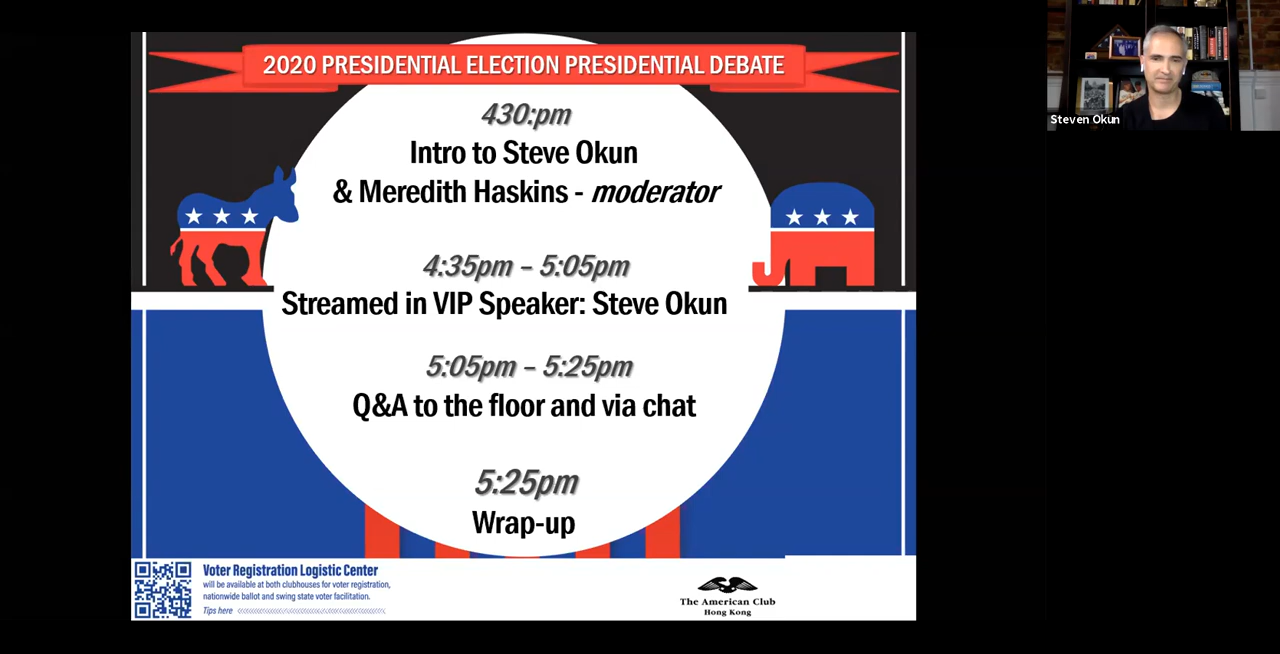 2020 PRESIDENTIAL ELECTION PRESIDENTIAL DEBATE
430:pm
Intro to Steve Okun
& Meredith Haskins - moderator
4:35pm – 5:05pm
Streamed in VIP Speaker: Steve Okun
5:05pm – 5:25pm
Q&A to the floor and via chat
5:25pm
Wrap-up
Voter Registration Logistic Center
will be available at both clubhouses for voter registration,
nationwide ballot and swing state voter facilitation.
Tips here
The American Club
Hong Kong
Steven Okun